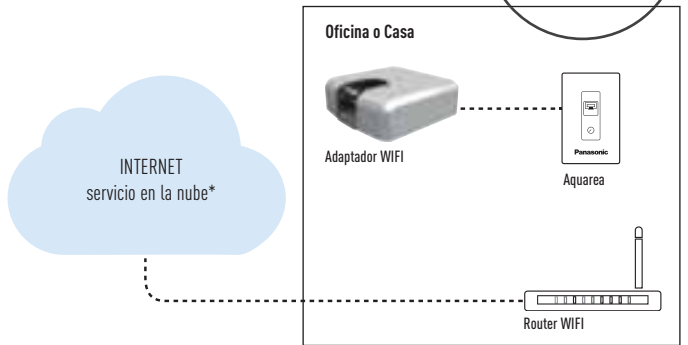 Oficina o Casa
INTERNET
servicio en la nube*
Adaptador WIFI
Panasonic
Aquarea
Router WIFI